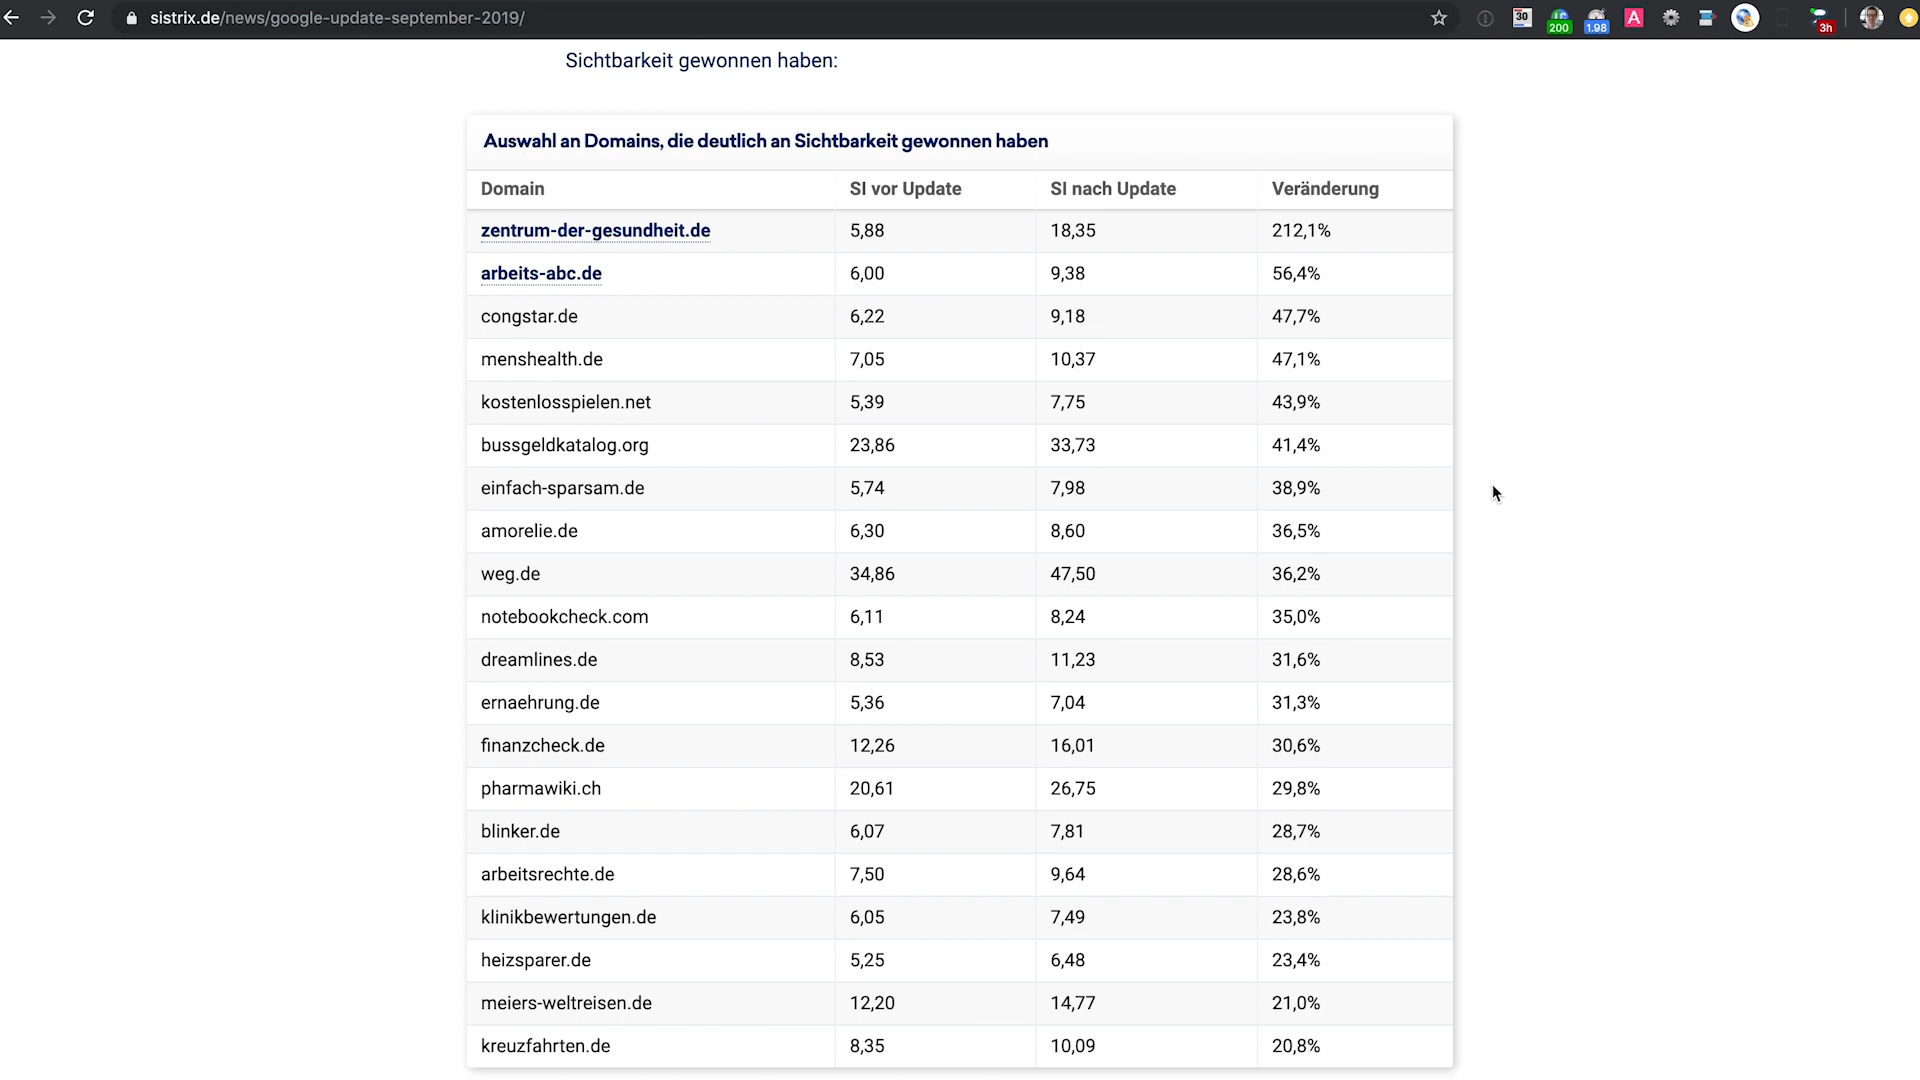 sistrix.de/news/google-update-september-2019/
30
200
1.98
A
3h
Sichtbarkeit gewonnen haben:
Auswahl an Domains, die deutlich an Sichtbarkeit gewonnen haben
Domain SI vor Update SI nach Update Veränderung
zentrum-der-gesundheit.de 5,88 18,35 212,1%
arbeits-abc.de 6,00 9,38 56,4%
congstar.de 6,22 9,18 47,7%
menshealth.de 7,05 10,37 47,1%
kostenlosspielen.net 5,39 7,75 43,9%
bussgeldkatalog.org 23,86 33,73 41,4%
einfach-sparsam.de 5,74 7,98 38,9%
amorelie.de 6,30 8,60 36,5%
weg.de 34,86 47,50 36,2%
notebookcheck.com 6,11 8,24 35,0%
dreamlines.de 8,53 11,23 31,6%
ernaehrung.de 5,36 7,04 31,3%
finanzcheck.de 12,26 16,01 30,6%
pharmawiki.ch 20,61 26,75 29,8%
blinker.de 6,07 7,81 28,7%
arbeitsrechte.de 7,50 9,64 28,6%
klinikbewertungen.de 6,05 7,49 23,8%
heizsparer.de 5,25 6,48 23,4%
meiers-weltreisen.de 12,20 14,77 21,0%
kreuzfahrten.de 8,35 10,09 20,8%